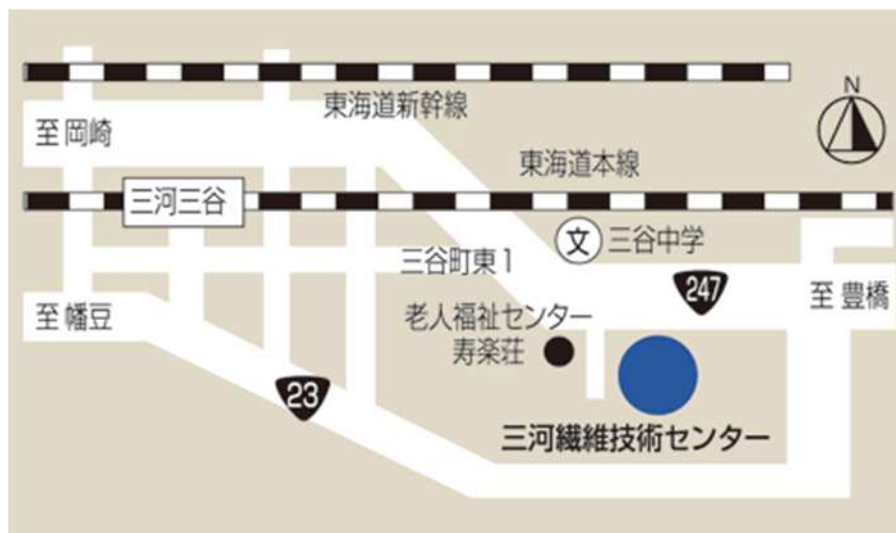 東海道新幹線
N
至 岡崎
東海道本線
三河三谷
文 三谷中学
三谷町東1
247
至 豊橋
至 幡豆
老人福祉センター
寿楽荘
23
三河繊維技術センター